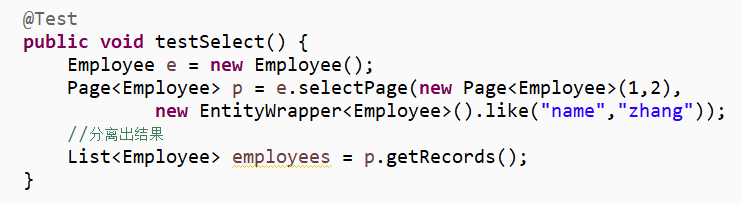 @Test
public void testSelect() {
Employee e = new Employee();
Page<Employee> p = e.selectPage(new Page<Employee>(1,2),
new EntityWrapper<Employee>().like("name","zhang"));
//分离出结果
List<Employee> employees = p.getRecords();
}